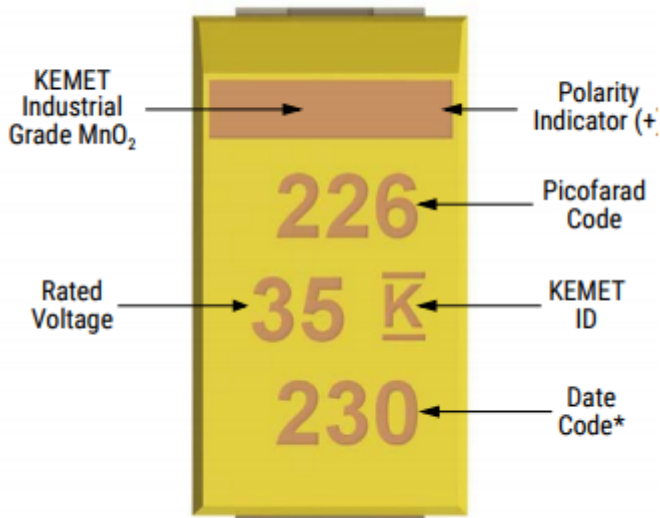 KEMET
Industrial
Grade MnO₂
Polarity
Indicator (+)
226
Picofarad
Code
Rated
Voltage
35 K
KEMET
ID
230
Date
Code*